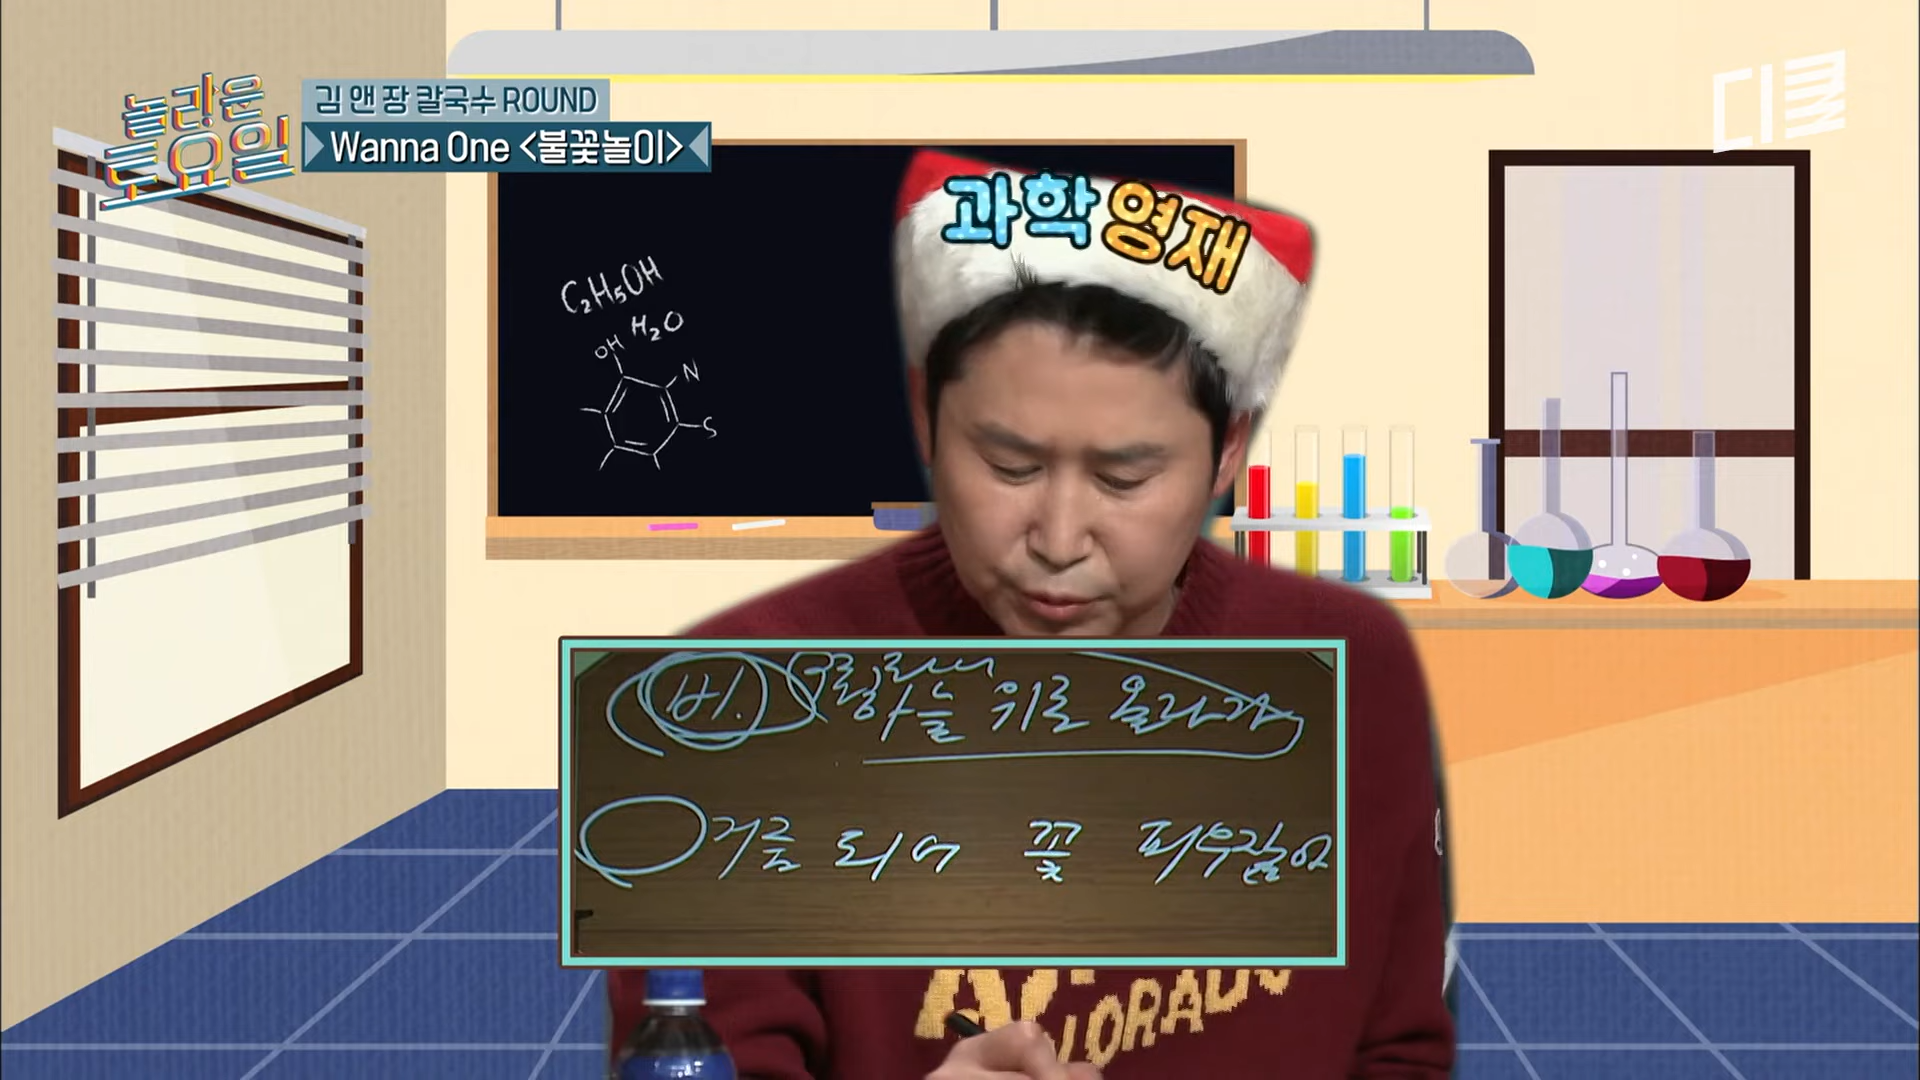 놀라운
토요일
김앤장 칼국수 ROUND
Wanna One <불꽃놀이>
디글
과학영재
C₂H₅OH
H₂O
OH
N
S
하늘 위로 올라가
거름 되어 꽃 피우잖아
COLORADO